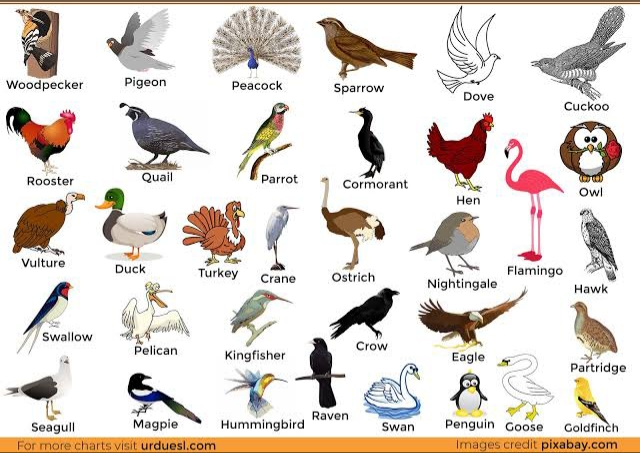 Woodpecker
Pigeon
Peacock
Sparrow
Dove
Cuckoo
Rooster
Quail
Parrot
Cormorant
Hen
Owl
Vulture
Duck
Turkey
Crane
Ostrich
Nightingale
Flamingo
Hawk
Swallow
Pelican
Kingfisher
Crow
Eagle
Partridge
Seagull
Magpie
Hummingbird
Raven
Swan
Penguin
Goose
Goldfinch
For more charts visit urduesl.com
Images credit pixabay.com